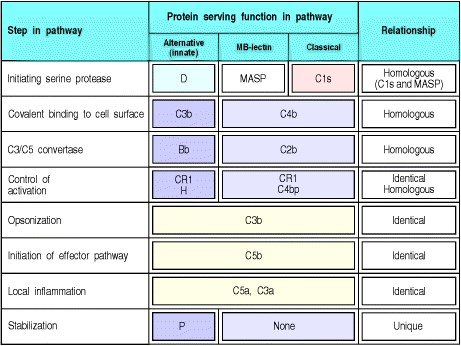 Step in pathway
Protein serving function in pathway
Relationship
Alternative
(innate)
MB-lectin
Classical
Initiating serine protease
D
MASP
C1s
Homologous
(C1s and MASP)
Covalent binding to cell surface
C3b
C4b
Homologous
C3/C5 convertase
Bb
C2b
Homologous
Control of
activation
CR1
H
CR1
C4bp
Identical
Homologous
Opsonization
C3b
Identical
Initiation of effector pathway
C5b
Identical
Local inflammation
C5a, C3a
Identical
Stabilization
P
None
Unique